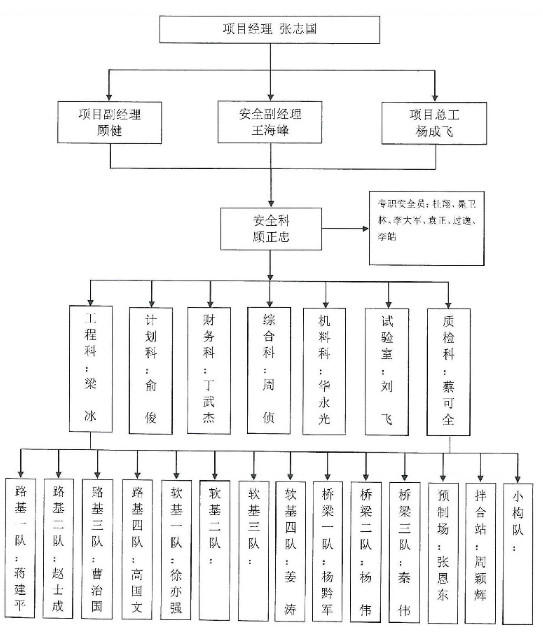 项目经理 张志国
项目副经理
顾健
安全副经理
王海峰
项目总工
杨成飞
安全科
顾正忠
专职安全员：杜翔、晁卫
林、李大军、袁正、过逸、
李皓
工程科：梁 冰
计划科：俞 俊
财务科：丁武杰
综合科：周 侦
机料科：华永光
试验室：刘 飞
质检科：蔡可全
路基一队：蒋建平
路基二队：赵士成
路基三队：曹治国
路基四队：高国文
软基一队：徐亦强
软基二队：
软基三队：
软基四队：姜 涛
桥梁一队：杨黔军
桥梁二队：杨 伟
桥梁三队：秦 伟
预制场：张恩东
拌合站：周颖辉
小构队：